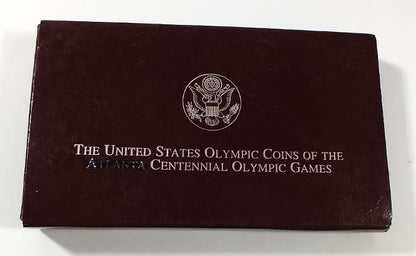 THE UNITED STATES OLYMPIC COINS OF THE
ATLANTA CENTENNIAL OLYMPIC GAMES